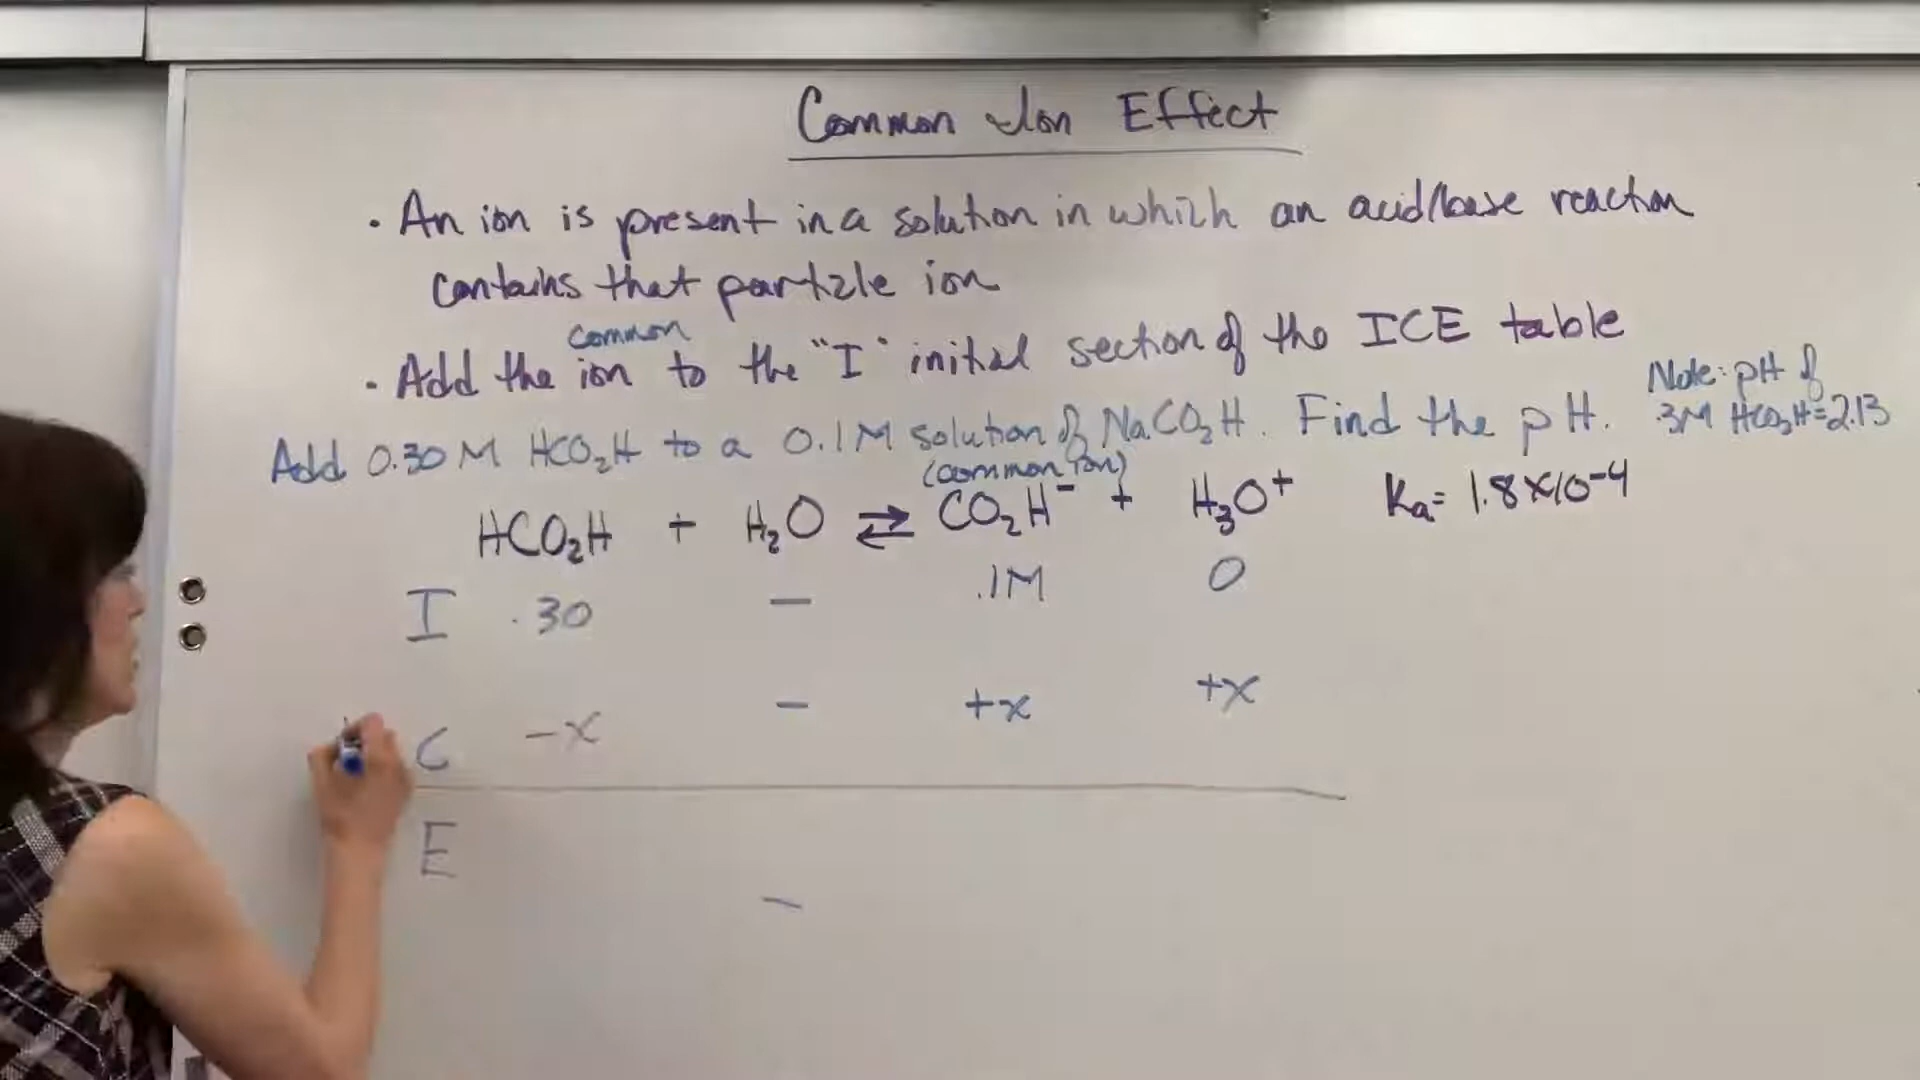 Common Ion Effect
· An ion is present in a solution in which an acid/base reaction
contains that partzle ion
common
· Add the ion to the "I" initial section of the ICE table
Note: pH of
.3M HCO₂H = 2.13
Add 0.30 M HCO₂H to a 0.1M solution of NaCO₂H. Find the pH.
(common ion)
HCO₂H + H₂O ⇄ CO₂H⁻ + H₃O⁺ Ka = 1.8 x 10⁻⁴
I .30 – .1M 0
C -x – +x +x
E –